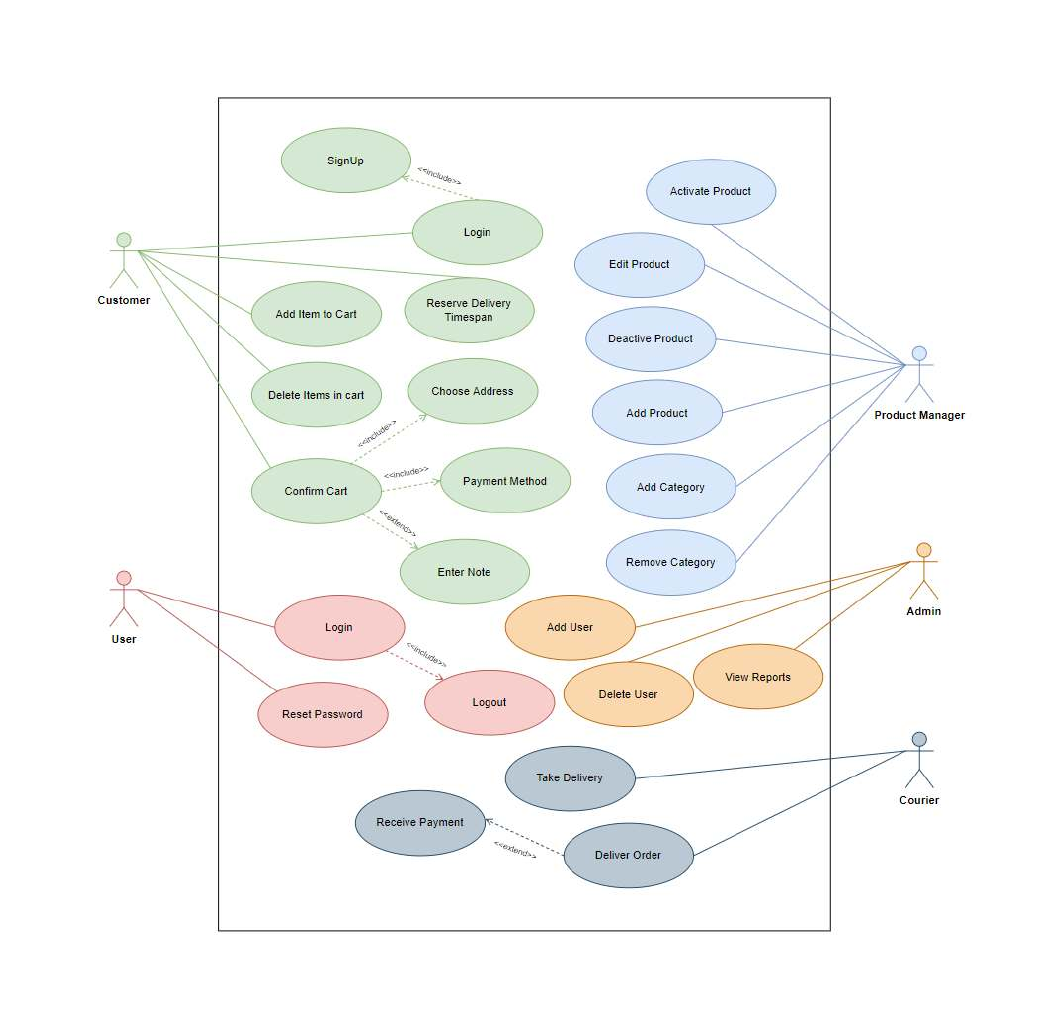 SignUp
<<include>>
Activate Product
Login
Edit Product
Customer
Add Item to Cart
Reserve Delivery
Timespan
Deactive Product
Delete Items in cart
Choose Address
Add Product
Product Manager
<<include>>
<<include>>
Confirm Cart
Payment Method
Add Category
<<extend>>
Enter Note
Remove Category
User
Admin
Login
<<include>>
Add User
Reset Password
Logout
Delete User
View Reports
Take Delivery
Courier
Receive Payment
<<extend>>
Deliver Order